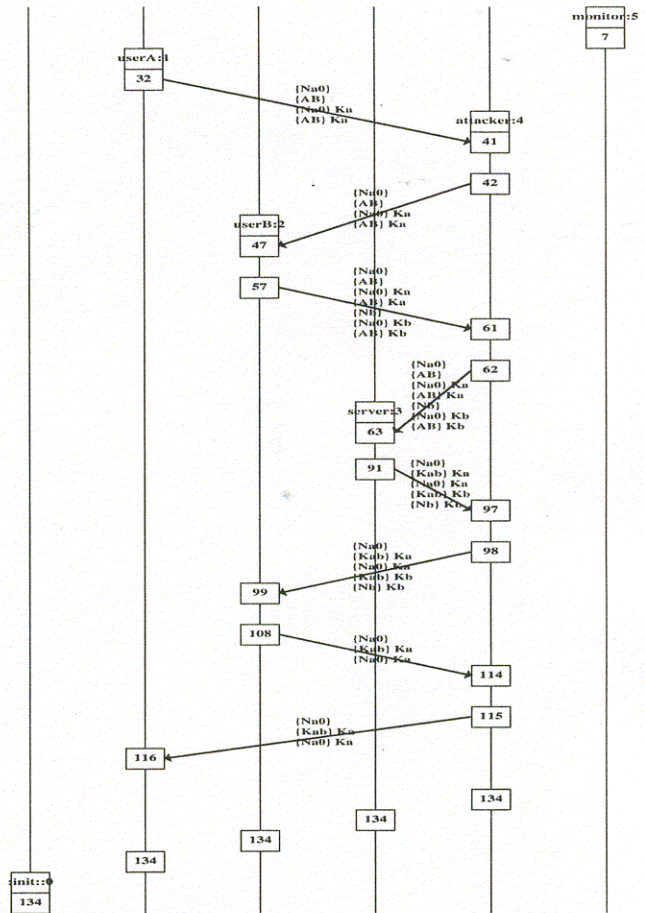 monitor:5
7
userA:1
32
{Na0}
{AB}
{Na0} Ka
{AB} Ka
attacker:4
41
42
{Na0}
{AB}
{Na0} Ka
{AB} Ka
userB:2
47
57
{Na0}
{AB}
{Na0} Ka
{AB} Ka
{Nb}
{Na0} Kb
{AB} Kb
61
62
{Na0}
{AB}
{Na0} Ka
{AB} Ka
{Nb}
{Na0} Kb
{AB} Kb
server:3
63
91
{Na0}
{Kab} Ka
{Na0} Ka
{Kab} Kb
{Nb} Kb
97
98
{Na0}
{Kab} Ka
{Na0} Ka
{Kab} Kb
{Nb} Kb
99
108
{Na0}
{Kab} Ka
{Na0} Ka
114
115
{Na0}
{Kab} Ka
{Na0} Ka
116
134
134
134
134
:init::0
134